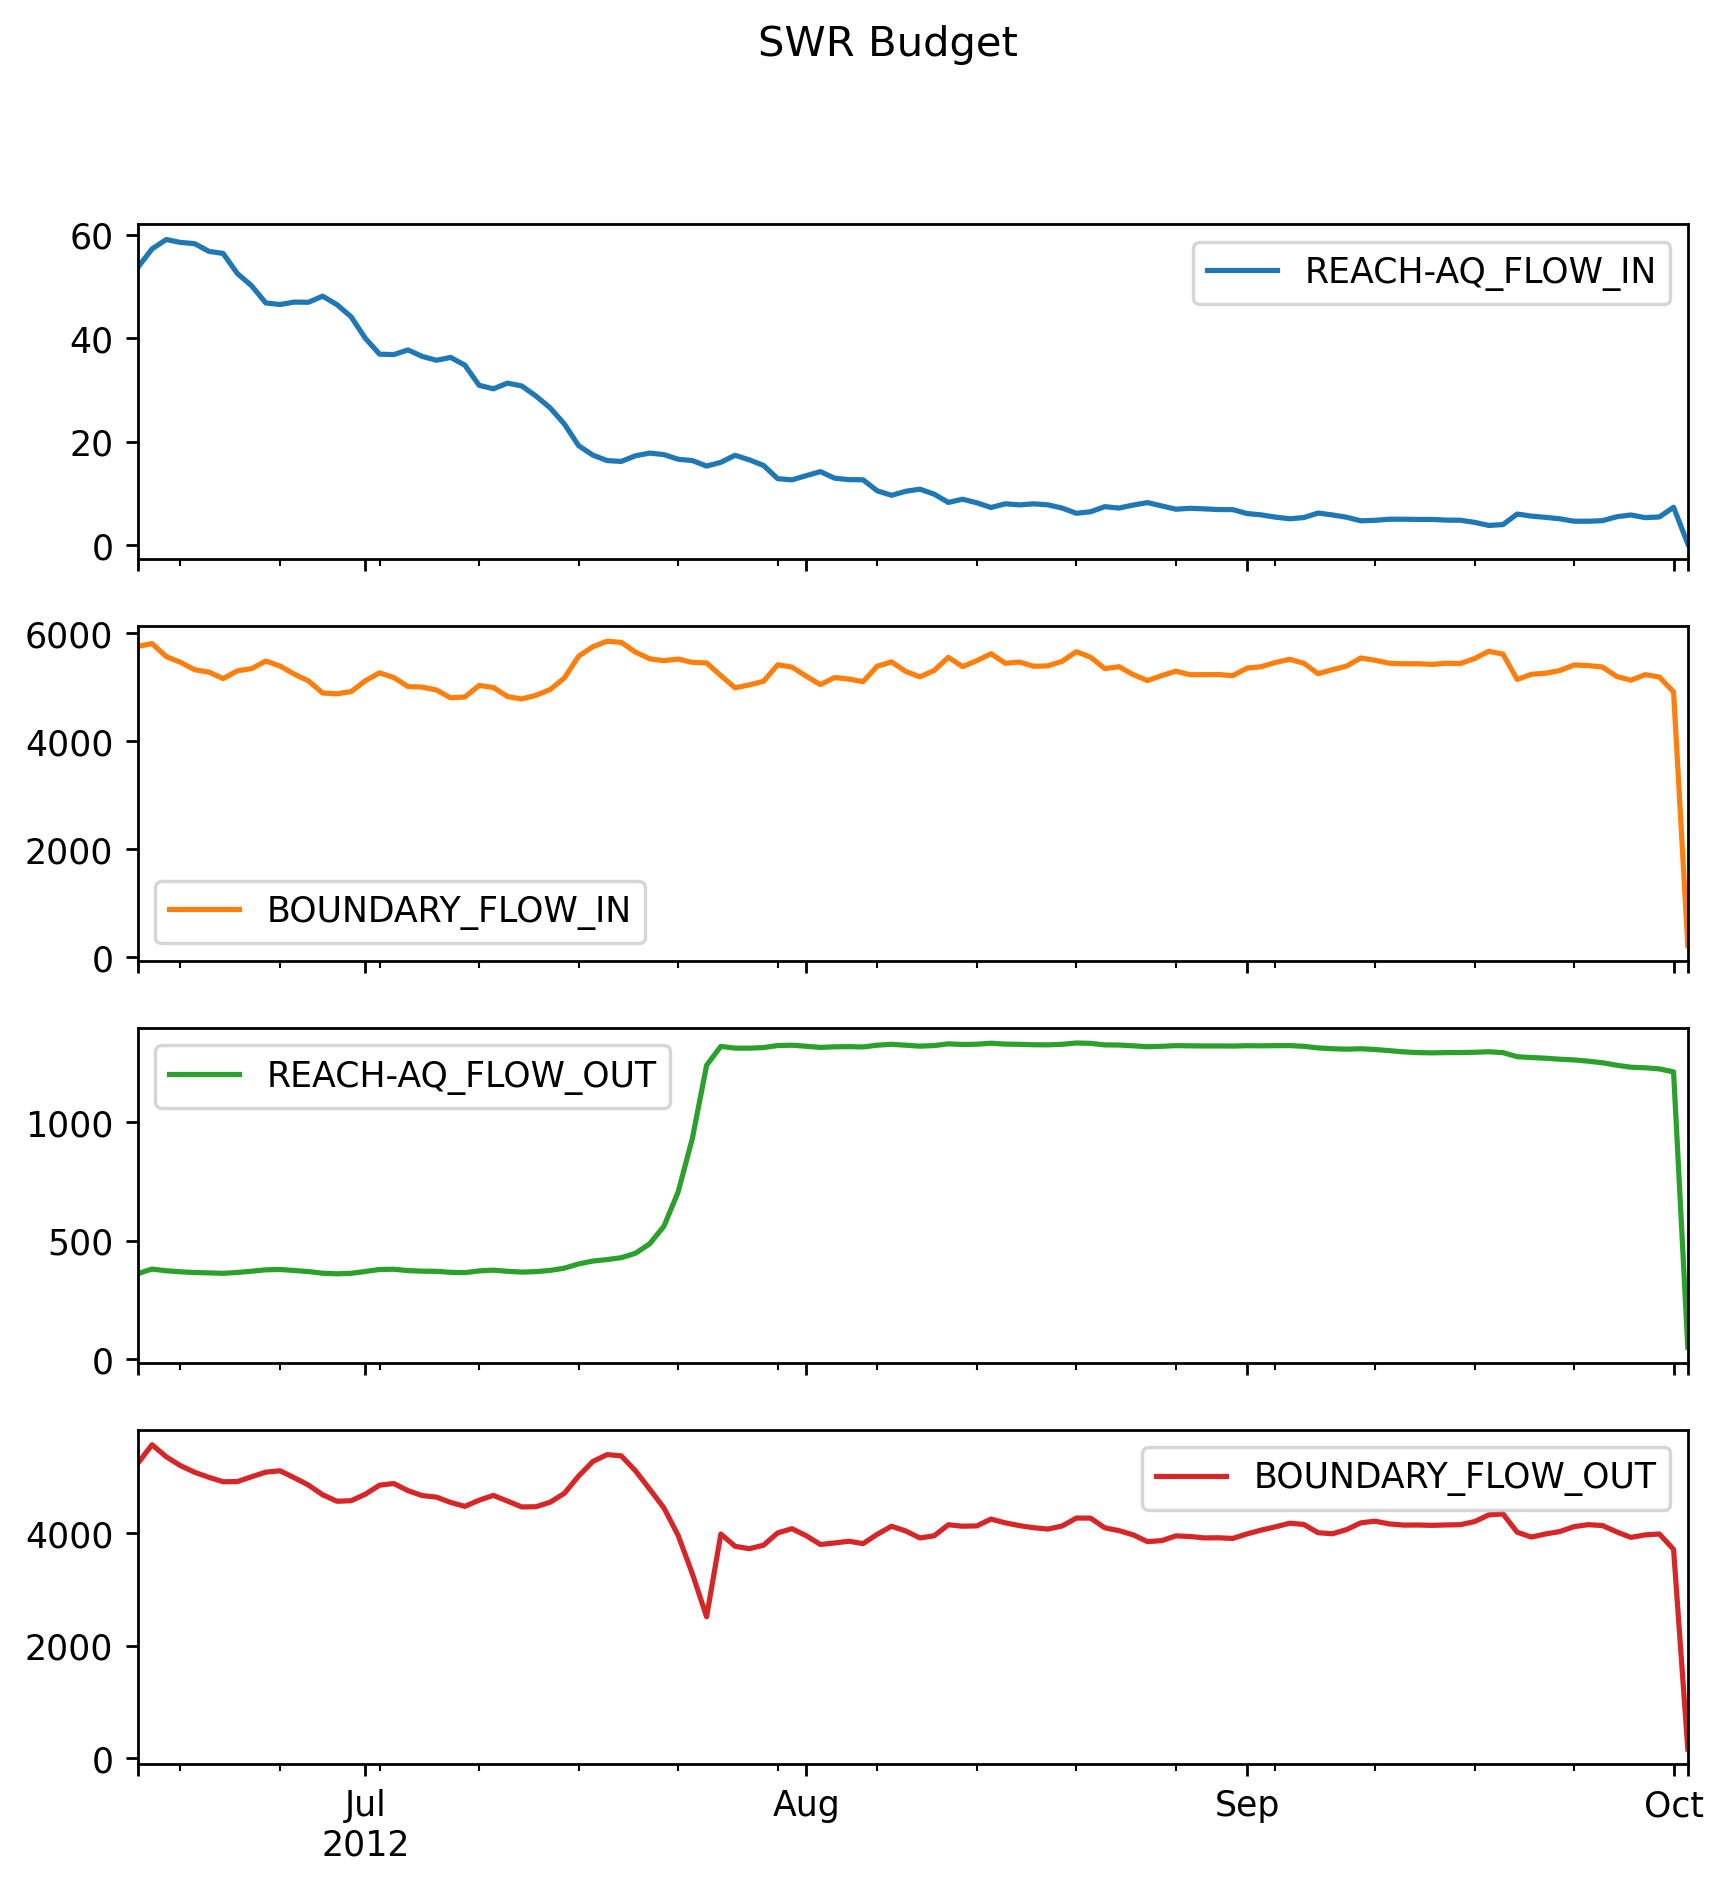 SWR Budget
60
40
20
0
REACH-AQ_FLOW_IN
6000
4000
2000
0
BOUNDARY_FLOW_IN
1000
500
0
REACH-AQ_FLOW_OUT
4000
2000
0
BOUNDARY_FLOW_OUT
Jul
2012
Aug
Sep
Oct